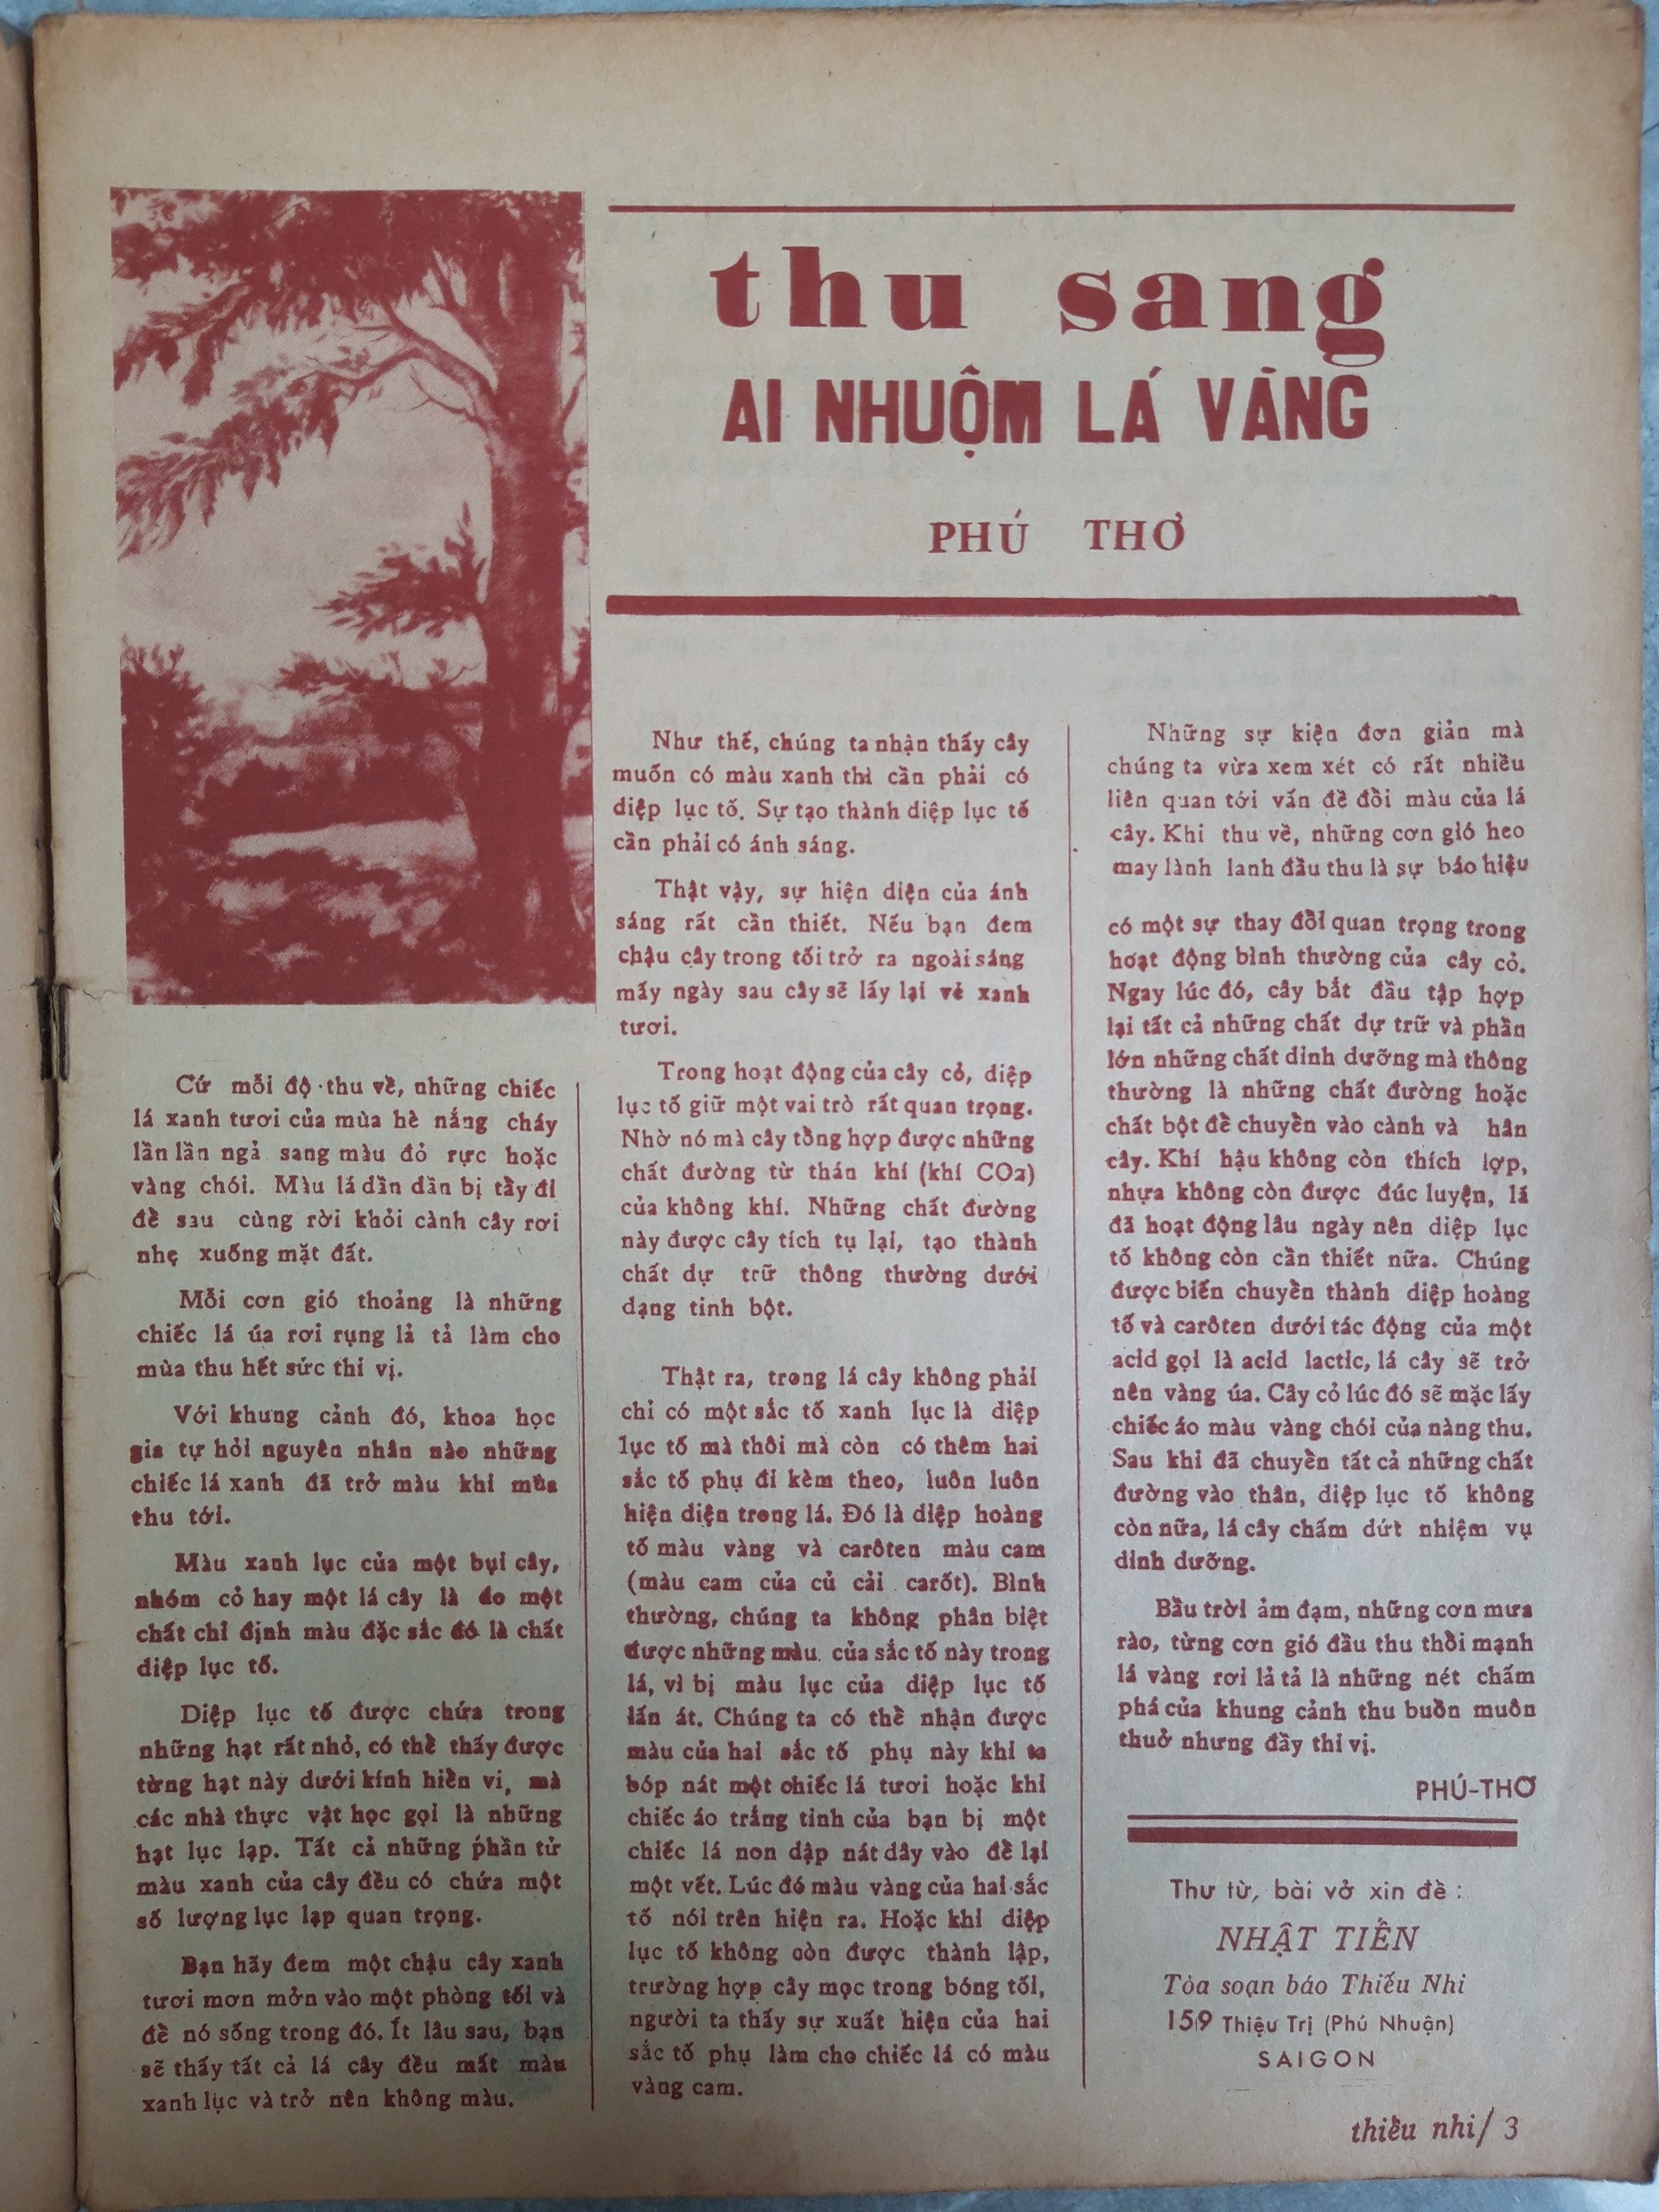 thu sang
AI NHUỘM LÁ VÀNG
PHÚ THƠ
Cứ mỗi độ thu về, những chiếc
lá xanh tươi của mùa hè nắng cháy
lần lần ngả sang màu đỏ rực hoặc
vàng chói. Màu lá dần dần bị tẩy đi
để sau cùng rời khỏi cành cây rơi
nhẹ xuống mặt đất.
Mỗi cơn gió thoảng là những
chiếc lá úa rơi rụng lả tả làm cho
mùa thu hết sức thi vị.
Với khung cảnh đó, khoa học
gia tự hỏi nguyên nhân nào những
chiếc lá xanh đã trở màu khi mùa
thu tới.
Màu xanh lục của một bụi cây,
nhóm cỏ hay một lá cây là do một
chất chỉ định màu đặc sắc đó là chất
diệp lục tố.
Diệp lục tố được chứa trong
những hạt rất nhỏ, có thể thấy được
từng hạt này dưới kính hiển vi, mà
các nhà thực vật học gọi là những
hạt lục lạp. Tất cả những phần tử
màu xanh của cây đều có chứa một
số lượng lục lạp quan trọng.
Bạn hãy đem một chậu cây xanh
tươi mơn mởn vào một phòng tối và
để nó sống trong đó. Ít lâu sau, bạn
sẽ thấy tất cả lá cây đều mất màu
xanh lục và trở nên không màu.
Như thế, chúng ta nhận thấy cây
muốn có màu xanh thì cần phải có
diệp lục tố. Sự tạo thành diệp lục tố
cần phải có ánh sáng.
Thật vậy, sự hiện diện của ánh
sáng rất cần thiết. Nếu bạn đem
chậu cây trong tối trở ra ngoài sáng
mấy ngày sau cây sẽ lấy lại vẻ xanh
tươi.
Trong hoạt động của cây cỏ, diệp
lục tố giữ một vai trò rất quan trọng.
Nhờ nó mà cây tổng hợp được những
chất đường từ thán khí (khí CO2)
của không khí. Những chất đường
này được cây tích tụ lại, tạo thành
chất dự trữ thông thường dưới
dạng tinh bột.
Thật ra, trong lá cây không phải
chỉ có một sắc tố xanh lục là diệp
lục tố mà thôi mà còn có thêm hai
sắc tố phụ đi kèm theo, luôn luôn
hiện diện trong lá. Đó là diệp hoàng
tố màu vàng và carôten màu cam
(màu cam của củ cải carốt). Bình
thường, chúng ta không phân biệt
được những màu của sắc tố này trong
lá, vì bị màu lục của diệp lục tố
lấn át. Chúng ta có thể nhận được
màu của hai sắc tố phụ này khi ta
bóp nát một chiếc lá tươi hoặc khi
chiếc áo trắng tinh của bạn bị một
chiếc lá non dập nát dây vào để lại
một vết. Lúc đó màu vàng của hai sắc
tố nói trên hiện ra. Hoặc khi diệp
lục tố không còn được thành lập,
trường hợp cây mọc trong bóng tối,
người ta thấy sự xuất hiện của hai
sắc tố phụ làm cho chiếc lá có màu
vàng cam.
Những sự kiện đơn giản mà
chúng ta vừa xem xét có rất nhiều
liên quan tới vấn đề đổi màu của lá
cây. Khi thu về, những cơn gió heo
may lành lanh đầu thu là sự báo hiệu
có một sự thay đổi quan trọng trong
hoạt động bình thường của cây cỏ.
Ngay lúc đó, cây bắt đầu tập hợp
lại tất cả những chất dự trữ và phần
lớn những chất dinh dưỡng mà thông
thường là những chất đường hoặc
chất bột để chuyển vào cành và hân
cây. Khí hậu không còn thích hợp,
nhựa không còn được đúc luyện, lá
đã hoạt động lâu ngày nên diệp lục
tố không còn cần thiết nữa. Chúng
được biến chuyển thành diệp hoàng
tố và carôten dưới tác động của một
acid gọi là acid lactic, lá cây sẽ trở
nên vàng úa. Cây cỏ lúc đó sẽ mặc lấy
chiếc áo màu vàng chói của nàng thu.
Sau khi đã chuyển tất cả những chất
đường vào thân, diệp lục tố không
còn nữa, lá cây chấm dứt nhiệm vụ
dinh dưỡng.
Bầu trời ảm đạm, những cơn mưa
rào, từng cơn gió đầu thu thổi mạnh
lá vàng rơi lả tả là những nét chấm
phá của khung cảnh thu buồn muôn
thuở nhưng đầy thi vị.
PHÚ-THƠ
Thư từ, bài vở xin đề :
NHẬT TIẾN
Tòa soạn báo Thiếu Nhi
159 Thiệu Trị (Phú Nhuận)
SAIGON
thiếu nhi/ 3